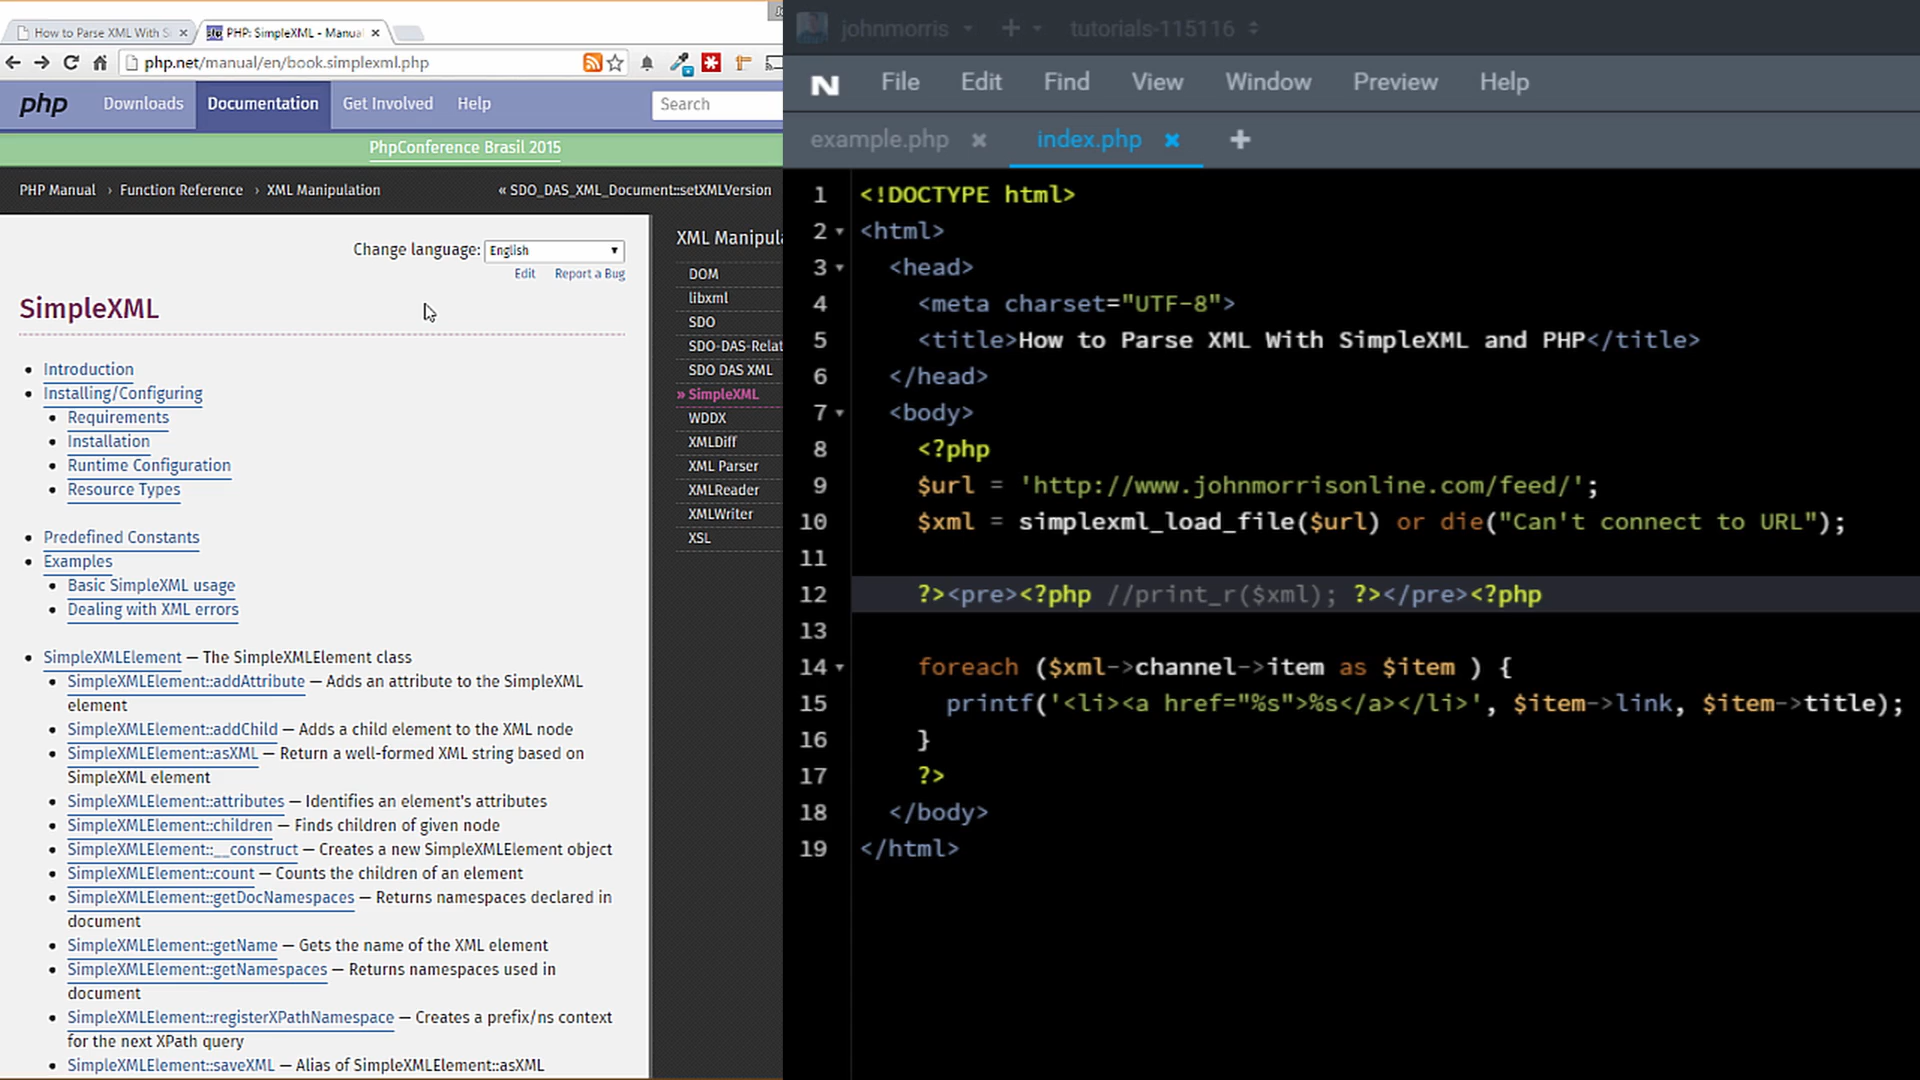 How to Parse XML With S
PHP: SimpleXML - Manua
php.net/manual/en/book.simplexml.php
php
Downloads
Documentation
Get Involved
Help
Search
PhpConference Brasil 2015
PHP Manual › Function Reference › XML Manipulation
« SDO_DAS_XML_Document::setXMLVersion
Change language: English
Edit Report a Bug
SimpleXML
• Introduction
• Installing/Configuring
• Requirements
• Installation
• Runtime Configuration
• Resource Types
• Predefined Constants
• Examples
• Basic SimpleXML usage
• Dealing with XML errors
• SimpleXMLElement — The SimpleXMLElement class
• SimpleXMLElement::addAttribute — Adds an attribute to the SimpleXML
element
• SimpleXMLElement::addChild — Adds a child element to the XML node
• SimpleXMLElement::asXML — Return a well-formed XML string based on
SimpleXML element
• SimpleXMLElement::attributes — Identifies an element's attributes
• SimpleXMLElement::children — Finds children of given node
• SimpleXMLElement::__construct — Creates a new SimpleXMLElement object
• SimpleXMLElement::count — Counts the children of an element
• SimpleXMLElement::getDocNamespaces — Returns namespaces declared in
document
• SimpleXMLElement::getName — Gets the name of the XML element
• SimpleXMLElement::getNamespaces — Returns namespaces used in
document
• SimpleXMLElement::registerXPathNamespace — Creates a prefix/ns context
for the next XPath query
• SimpleXMLElement::saveXML — Alias of SimpleXMLElement::asXML
XML Manipula
DOM
libxml
SDO
SDO-DAS-Relat
SDO DAS XML
» SimpleXML
WDDX
XMLDiff
XML Parser
XMLReader
XMLWriter
XSL
johnmorris
tutorials-115116
N File Edit Find View Window Preview Help
example.php
index.php
1 <!DOCTYPE html>
2 <html>
3 <head>
4 <meta charset="UTF-8">
5 <title>How to Parse XML With SimpleXML and PHP</title>
6 </head>
7 <body>
8 <?php
9 $url = 'http://www.johnmorrisonline.com/feed/';
10 $xml = simplexml_load_file($url) or die("Can't connect to URL");
11
12 ?><pre><?php //print_r($xml); ?></pre><?php
13
14 foreach ($xml->channel->item as $item ) {
15 printf('<li><a href="%s">%s</a></li>', $item->link, $item->title);
16 }
17 ?>
18 </body>
19 </html>